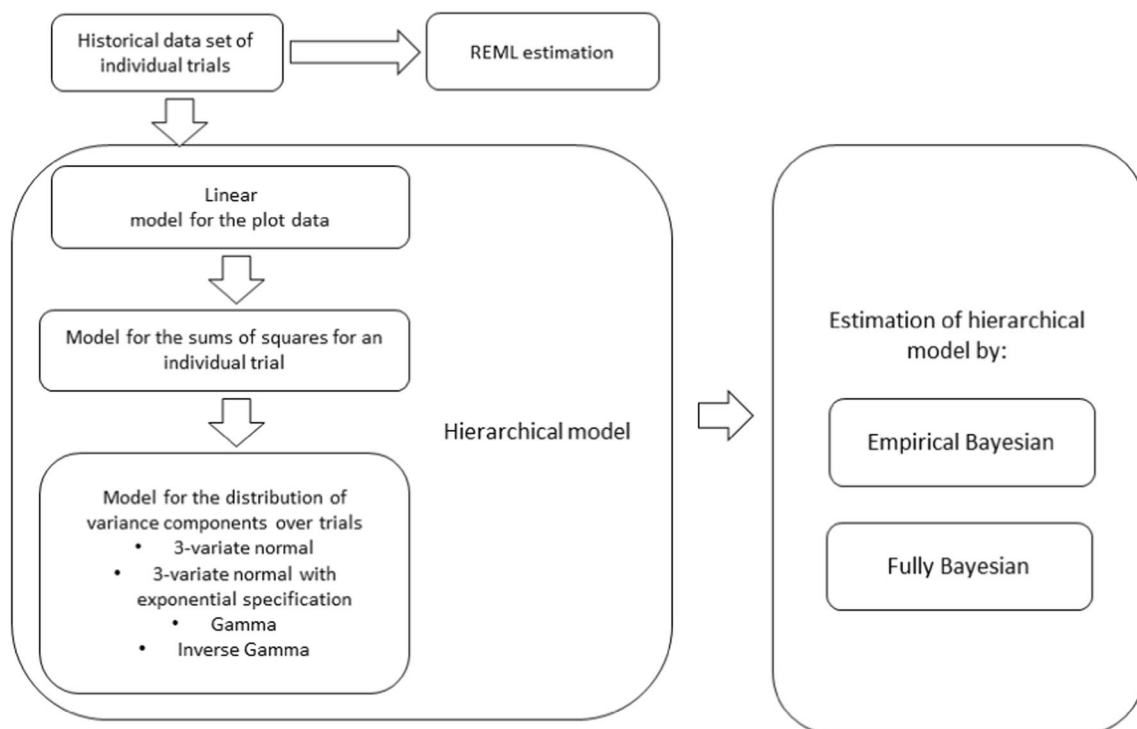 Historical data set of
individual trials
REML estimation
Linear
model for the plot data
Model for the sums of squares for an
individual trial
Model for the distribution of
variance components over trials
• 3-variate normal
• 3-variate normal with
exponential specification
• Gamma
• Inverse Gamma
Hierarchical model
Estimation of hierarchical
model by:
Empirical Bayesian
Fully Bayesian